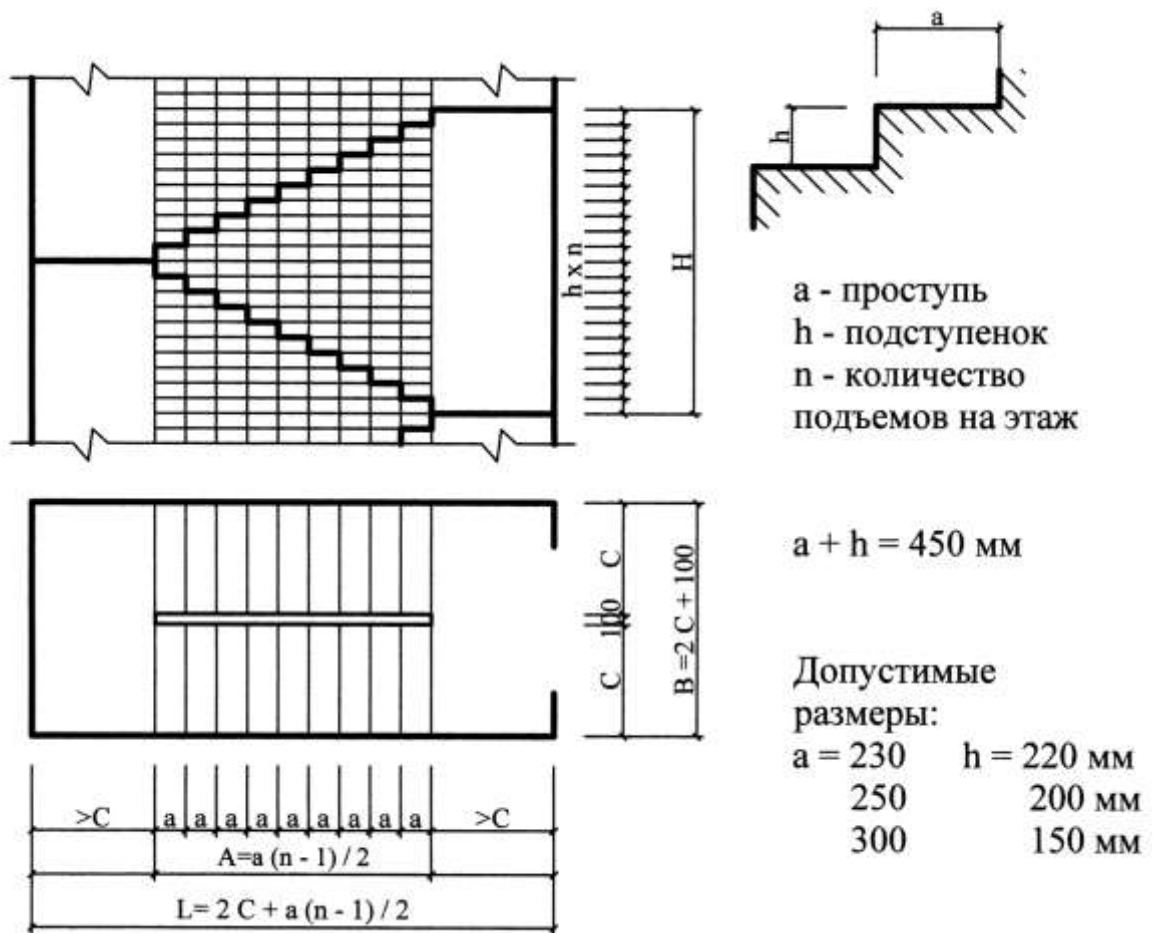 a
h
h x n
H
a - проступь
h - подступенок
n - количество
подъемов на этаж
C
100
C
B =2 C + 100
a + h = 450 мм
Допустимые
размеры:
a = 230 h = 220 мм
250 200 мм
300 150 мм
>C a a a a a a a a a >C
A=a (n - 1) / 2
L= 2 C + a (n - 1) / 2